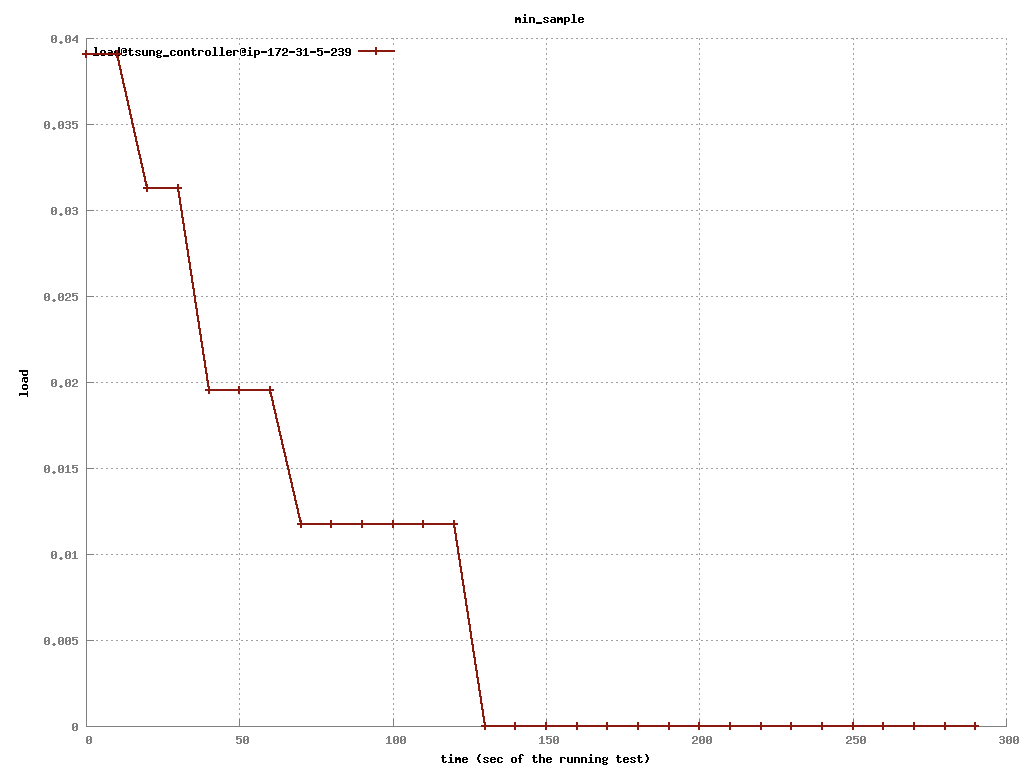 min_sample
0.04
load@tsung_controller@ip-172-31-5-239
0.035
0.03
0.025
0.02
load
0.015
0.01
0.005
0
0 50 100 150 200 250 300
time (sec of the running test)